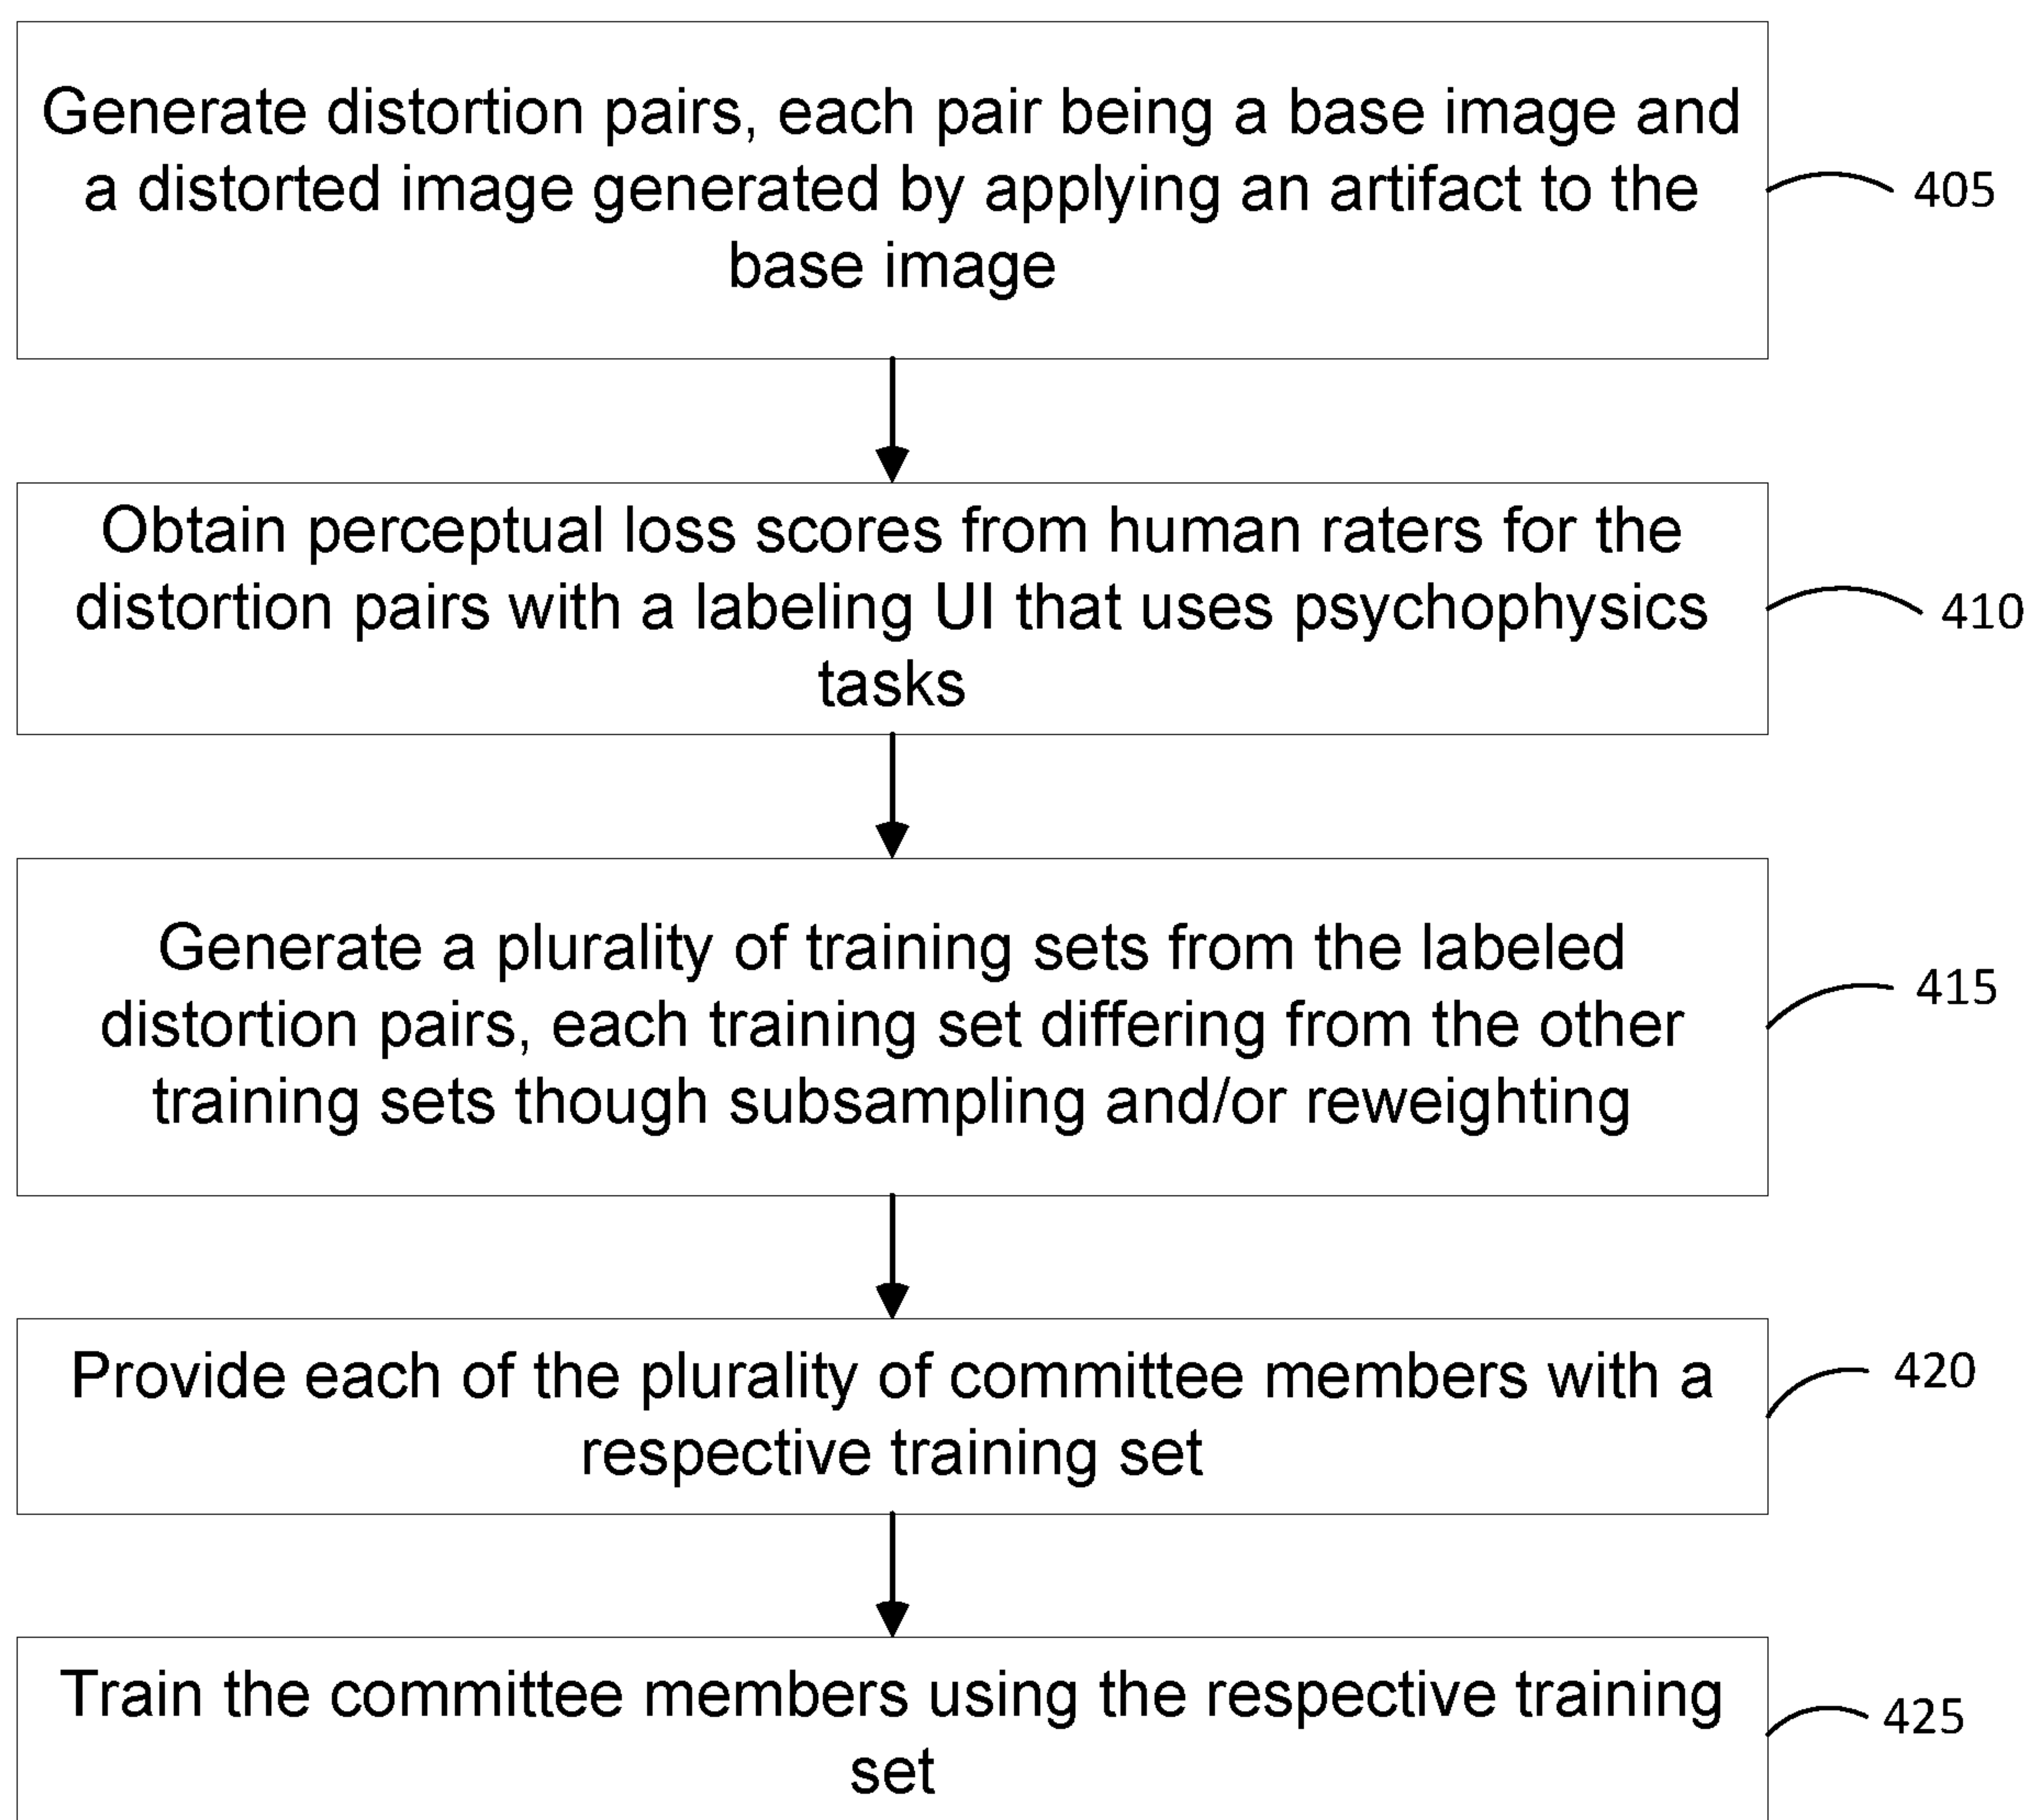 Generate distortion pairs, each pair being a base image and
a distorted image generated by applying an artifact to the
base image
405
Obtain perceptual loss scores from human raters for the
distortion pairs with a labeling UI that uses psychophysics
tasks
410
Generate a plurality of training sets from the labeled
distortion pairs, each training set differing from the other
training sets though subsampling and/or reweighting
415
Provide each of the plurality of committee members with a
respective training set
420
Train the committee members using the respective training
set
425